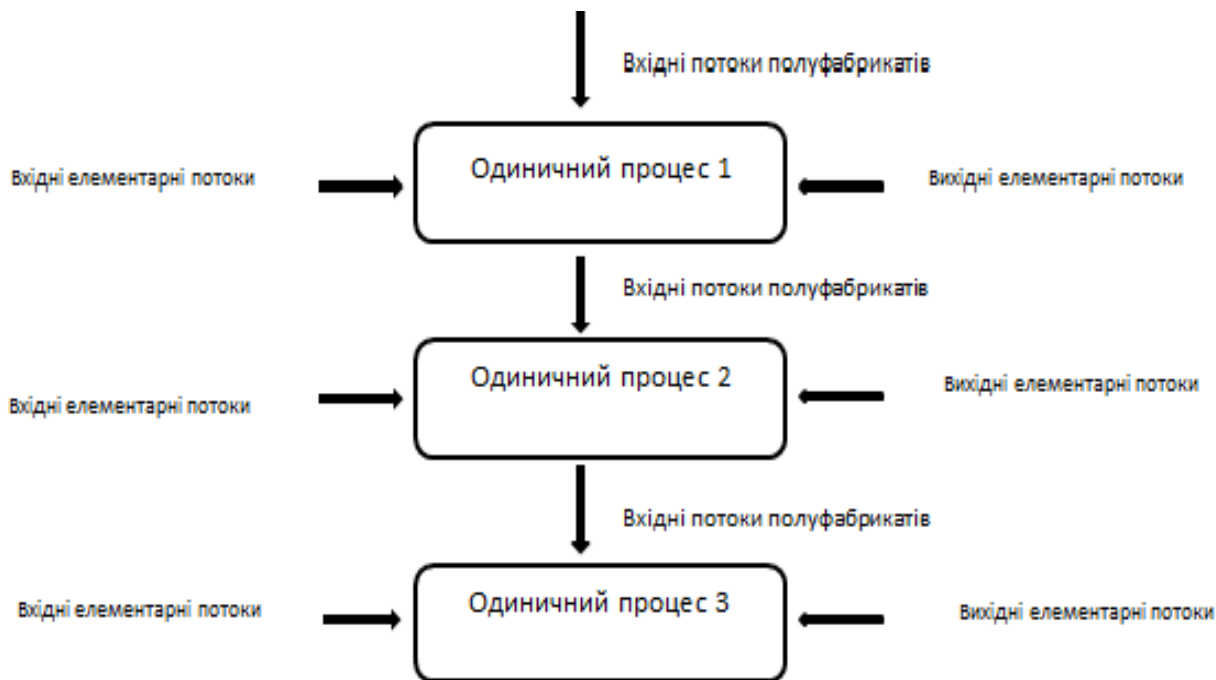 Вхідні потоки полуфабрикатів
Вхідні елементарні потоки
Одиничний процес 1
Вихідні елементарні потоки
Вхідні потоки полуфабрикатів
Вхідні елементарні потоки
Одиничний процес 2
Вихідні елементарні потоки
Вхідні потоки полуфабрикатів
Вхідні елементарні потоки
Одиничний процес 3
Вихідні елементарні потоки